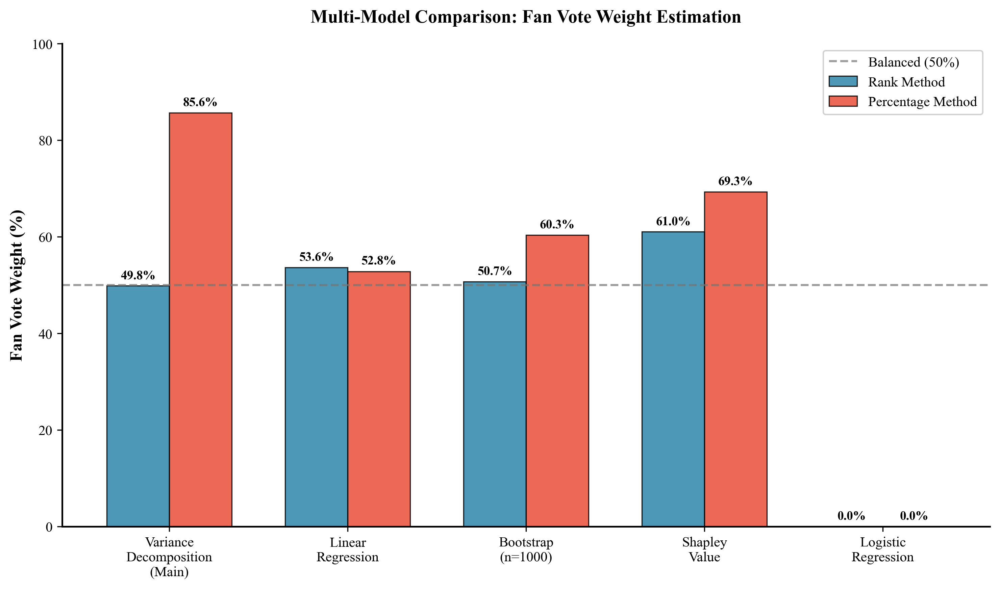 Multi-Model Comparison: Fan Vote Weight Estimation
Fan Vote Weight (%)
100
80
60
40
20
0
Balanced (50%)
Rank Method
Percentage Method
49.8%
85.6%
53.6%
52.8%
50.7%
60.3%
61.0%
69.3%
0.0%
0.0%
Variance
Decomposition
(Main)
Linear
Regression
Bootstrap
(n=1000)
Shapley
Value
Logistic
Regression